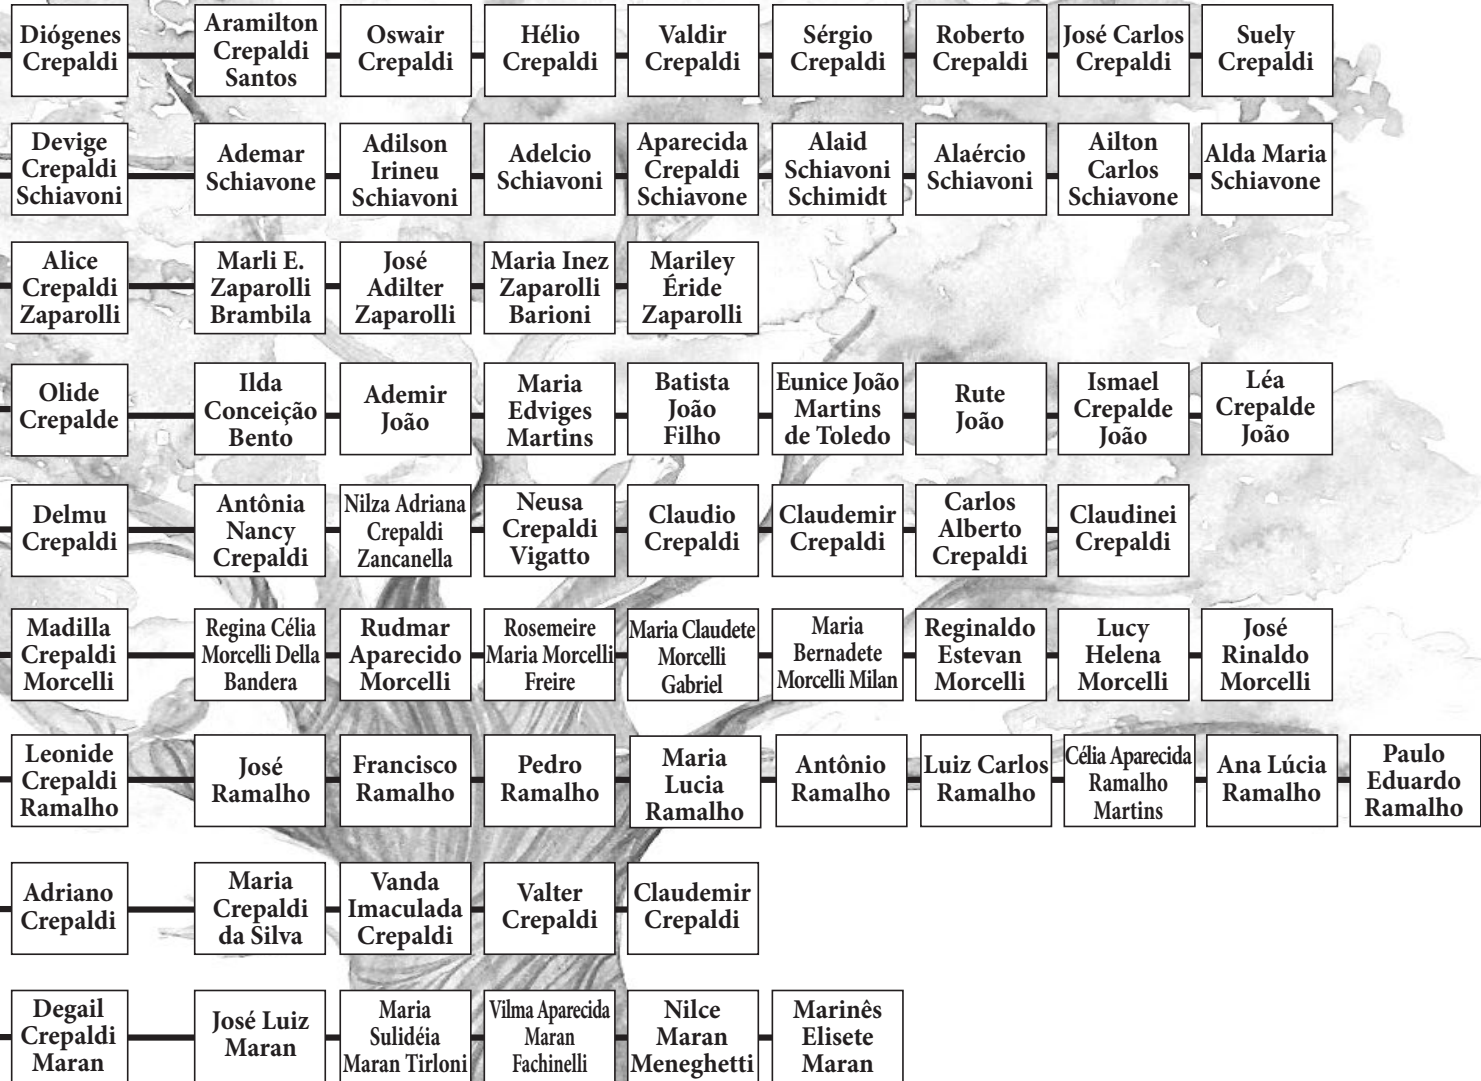 Diógenes
Crepaldi
Aramilton
Crepaldi
Santos
Oswair
Crepaldi
Hélio
Crepaldi
Valdir
Crepaldi
Sérgio
Crepaldi
Roberto
Crepaldi
José Carlos
Crepaldi
Suely
Crepaldi
Devige
Crepaldi
Schiavoni
Ademar
Schiavone
Adilson
Irineu
Schiavoni
Adelcio
Schiavoni
Aparecida
Crepaldi
Schiavone
Alaid
Schiavoni
Schimidt
Alaércio
Schiavoni
Ailton
Carlos
Schiavone
Alda Maria
Schiavone
Alice
Crepaldi
Zaparolli
Marli E.
Zaparolli
Brambila
José
Adilter
Zaparolli
Maria Inez
Zaparolli
Barioni
Mariley
Éride
Zaparolli
Olide
Crepalde
Ilda
Conceição
Bento
Ademir
João
Maria
Edviges
Martins
Batista
João
Filho
Eunice João
Martins
de Toledo
Rute
João
Ismael
Crepalde
João
Léa
Crepalde
João
Delmu
Crepaldi
Antônia
Nancy
Crepaldi
Nilza Adriana
Crepaldi
Zancanella
Neusa
Crepaldi
Vigatto
Claudio
Crepaldi
Claudemir
Crepaldi
Carlos
Alberto
Crepaldi
Claudinei
Crepaldi
Madilla
Crepaldi
Morcelli
Regina Célia
Morcelli Della
Bandera
Rudmar
Aparecido
Morcelli
Rosemeire
Maria Morcelli
Freire
Maria Claudete
Morcelli
Gabriel
Maria
Bernadete
Morcelli Milan
Reginaldo
Estevan
Morcelli
Lucy
Helena
Morcelli
José
Rinaldo
Morcelli
Leonide
Crepaldi
Ramalho
José
Ramalho
Francisco
Ramalho
Pedro
Ramalho
Maria
Lucia
Ramalho
Antônio
Ramalho
Luiz Carlos
Ramalho
Célia Aparecida
Ramalho
Martins
Ana Lúcia
Ramalho
Paulo
Eduardo
Ramalho
Adriano
Crepaldi
Maria
Crepaldi
da Silva
Vanda
Imaculada
Crepaldi
Valter
Crepaldi
Claudemir
Crepaldi
Degail
Crepaldi
Maran
José Luiz
Maran
Maria
Sulidéia
Maran Tirloni
Vilma Aparecida
Maran
Fachinelli
Nilce
Maran
Meneghetti
Marinês
Elisete
Maran